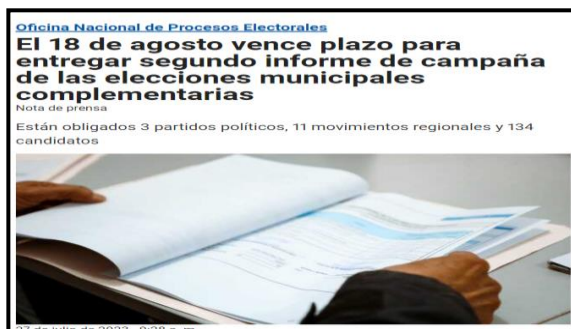 Oficina Nacional de Procesos Electorales
El 18 de agosto vence plazo para
entregar segundo informe de campaña
de las elecciones municipales
complementarias
Nota de prensa
Están obligados 3 partidos políticos, 11 movimientos regionales y 134
candidatos